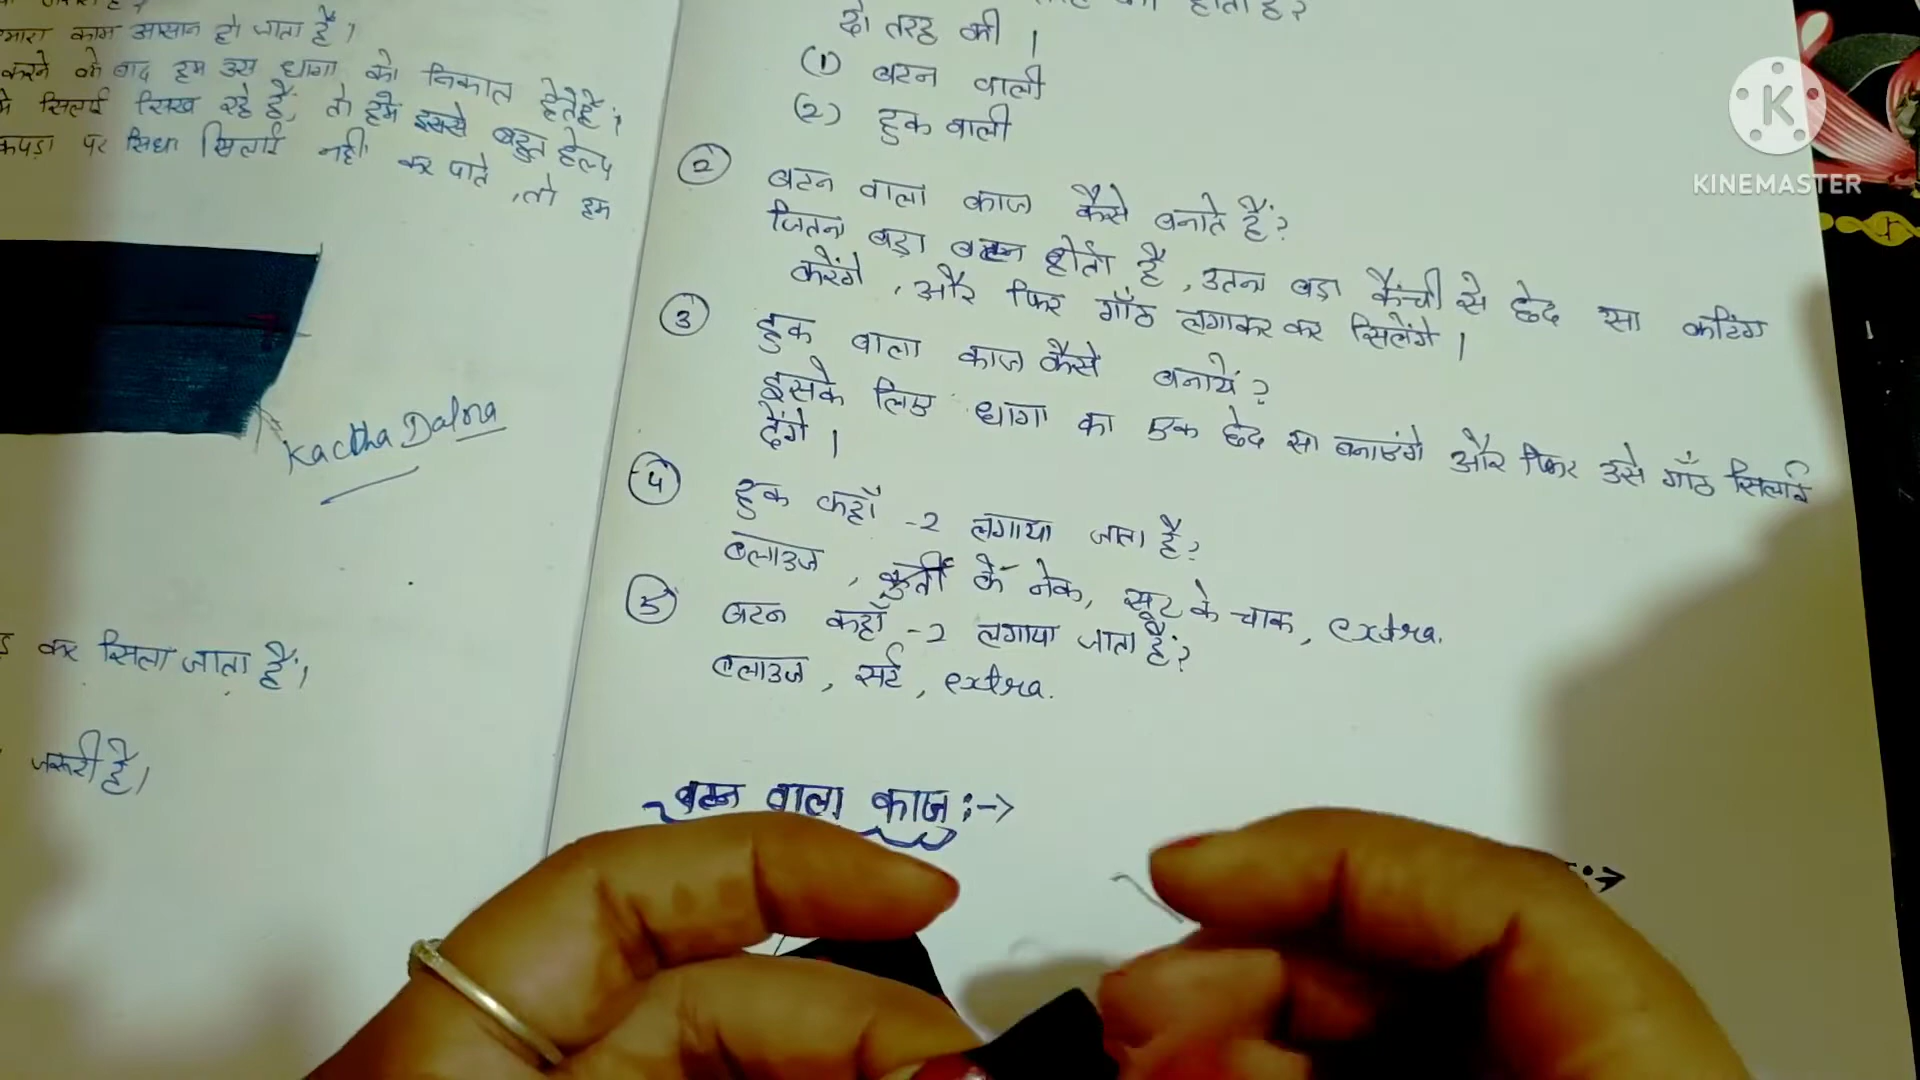 मारा काम आसान हो जाता है।
करने के बाद हम उस धागा को निकाल देते है।
सिलाई सिख रहे हैं, तो हमे इससे बहुत हेल्प
कपड़ा पर सिधा सिलाई नहीं कर पाते, तो हम
Kactha Dalna
कर सिला जाता है।
जरूरी है।
दो तरह की।
(1) बटन वाली
(2) हुक वाली
② बटन वाला काज कैसे बनाते हैं?
जितना बड़ा बटन होता है, उतना बड़ा कैंची से छेद सा कटिंग
करेंगे, और फिर गाँठ लगाकर कर सिलेंगे।
③ हुक वाला काज कैसे बनायें?
इसके लिए धागा का एक छेद सा बनाएंगे और फिर उसे गाँठ सिलाई
देंगे।
④ हुक कहाँ -2 लगाया जाता है?
ब्लाउज, कुर्ती के नेक, सूट के चाक, extra.
⑤ बटन कहाँ -2 लगाया जाता हैं?
ब्लाउज, सर्ट, extra.
बटन वाला काज :→
KINEMASTER